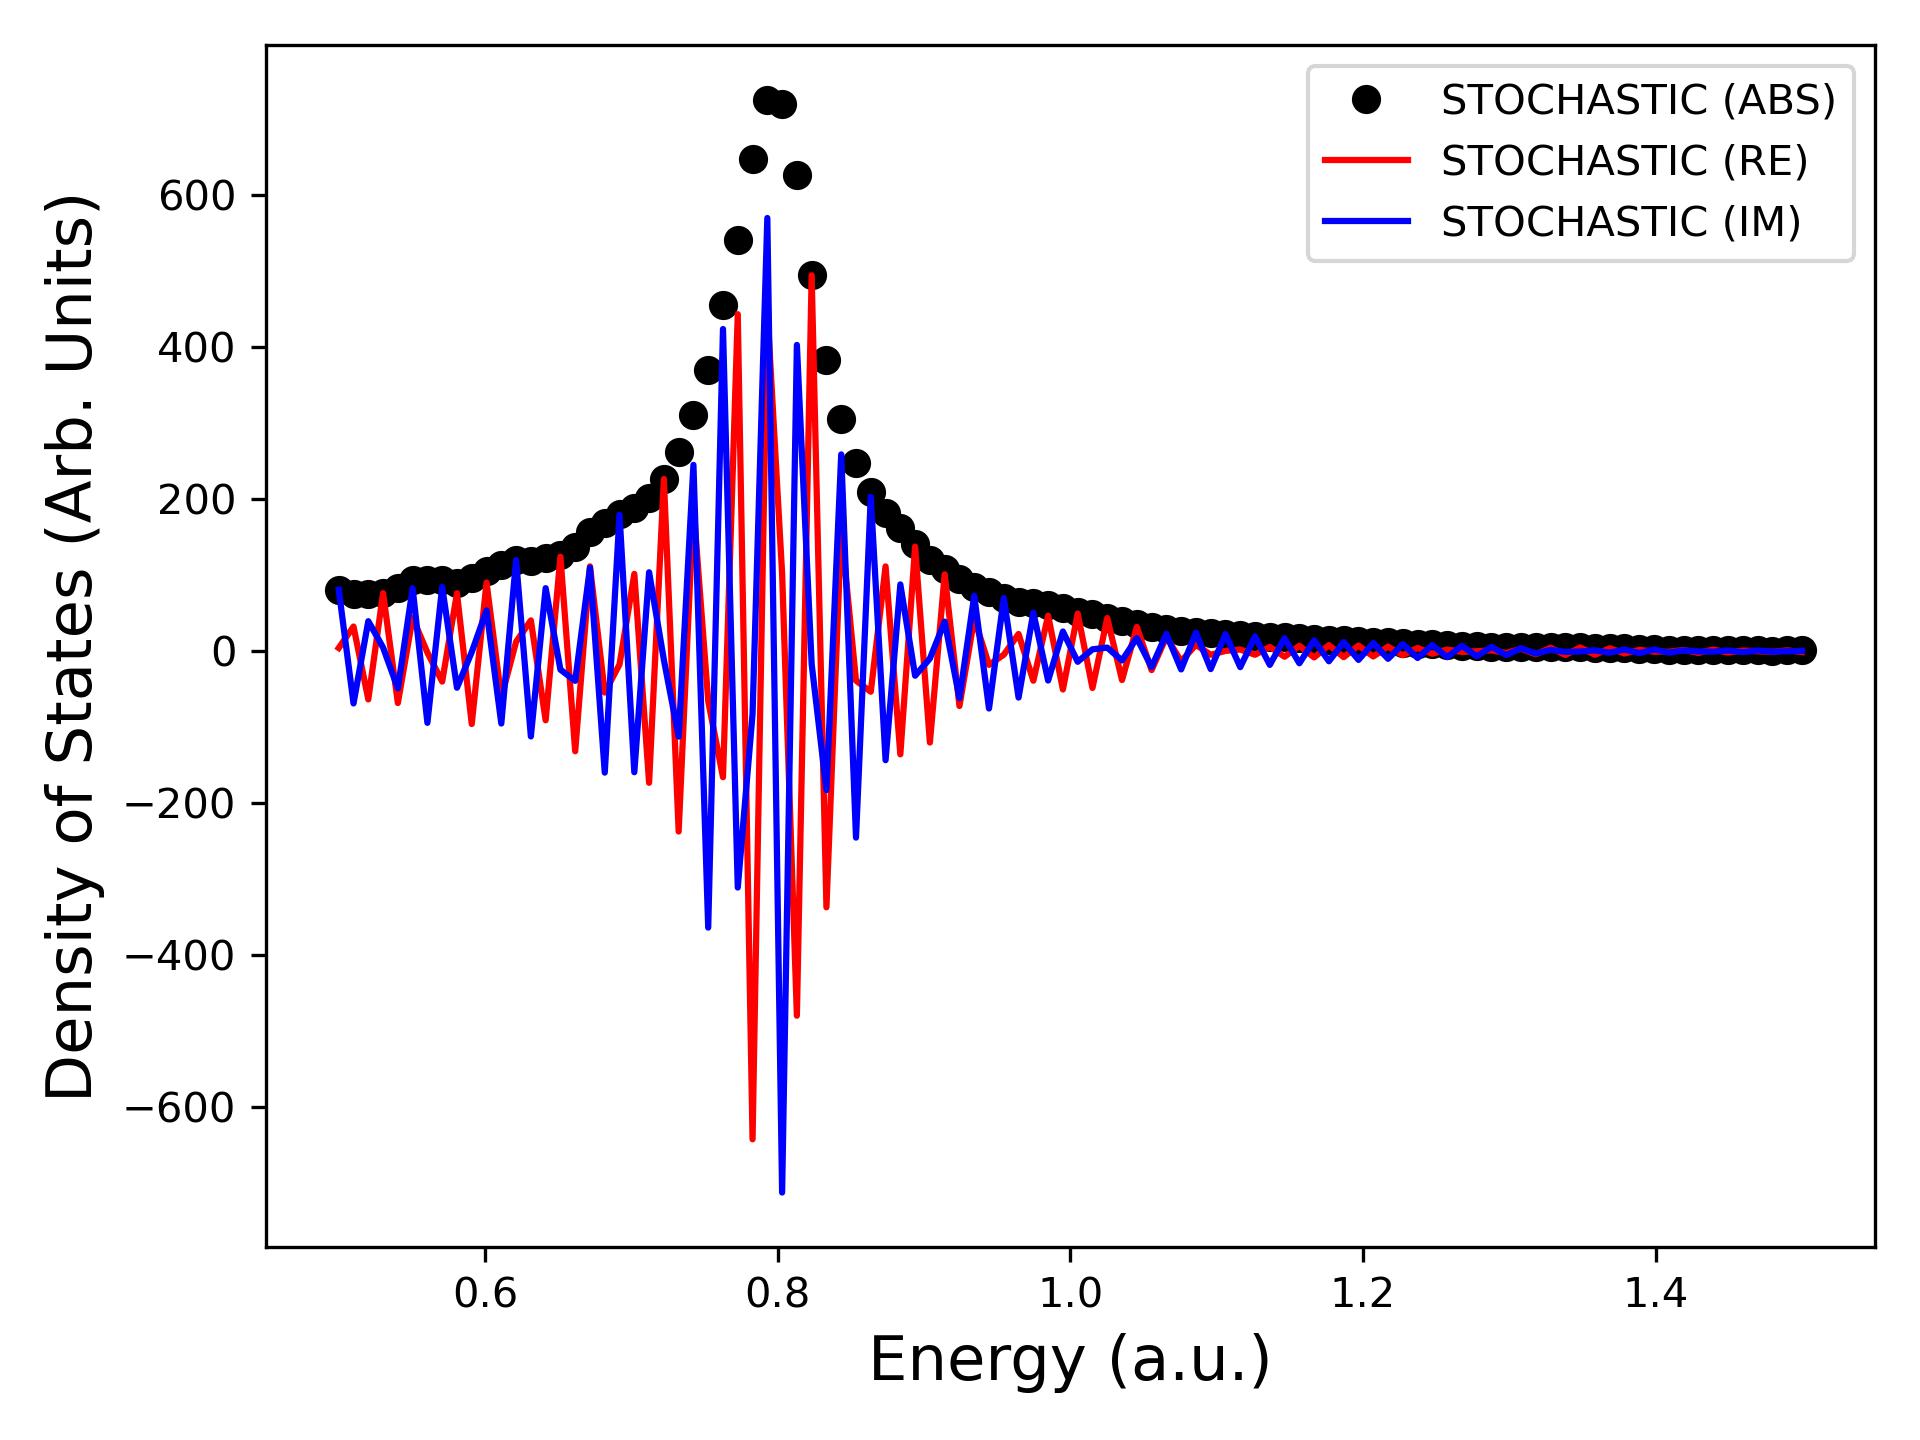 STOCHASTIC (ABS)
STOCHASTIC (RE)
STOCHASTIC (IM)
Density of States (Arb. Units)
600
400
200
0
−200
−400
−600
0.6 0.8 1.0 1.2 1.4
Energy (a.u.)